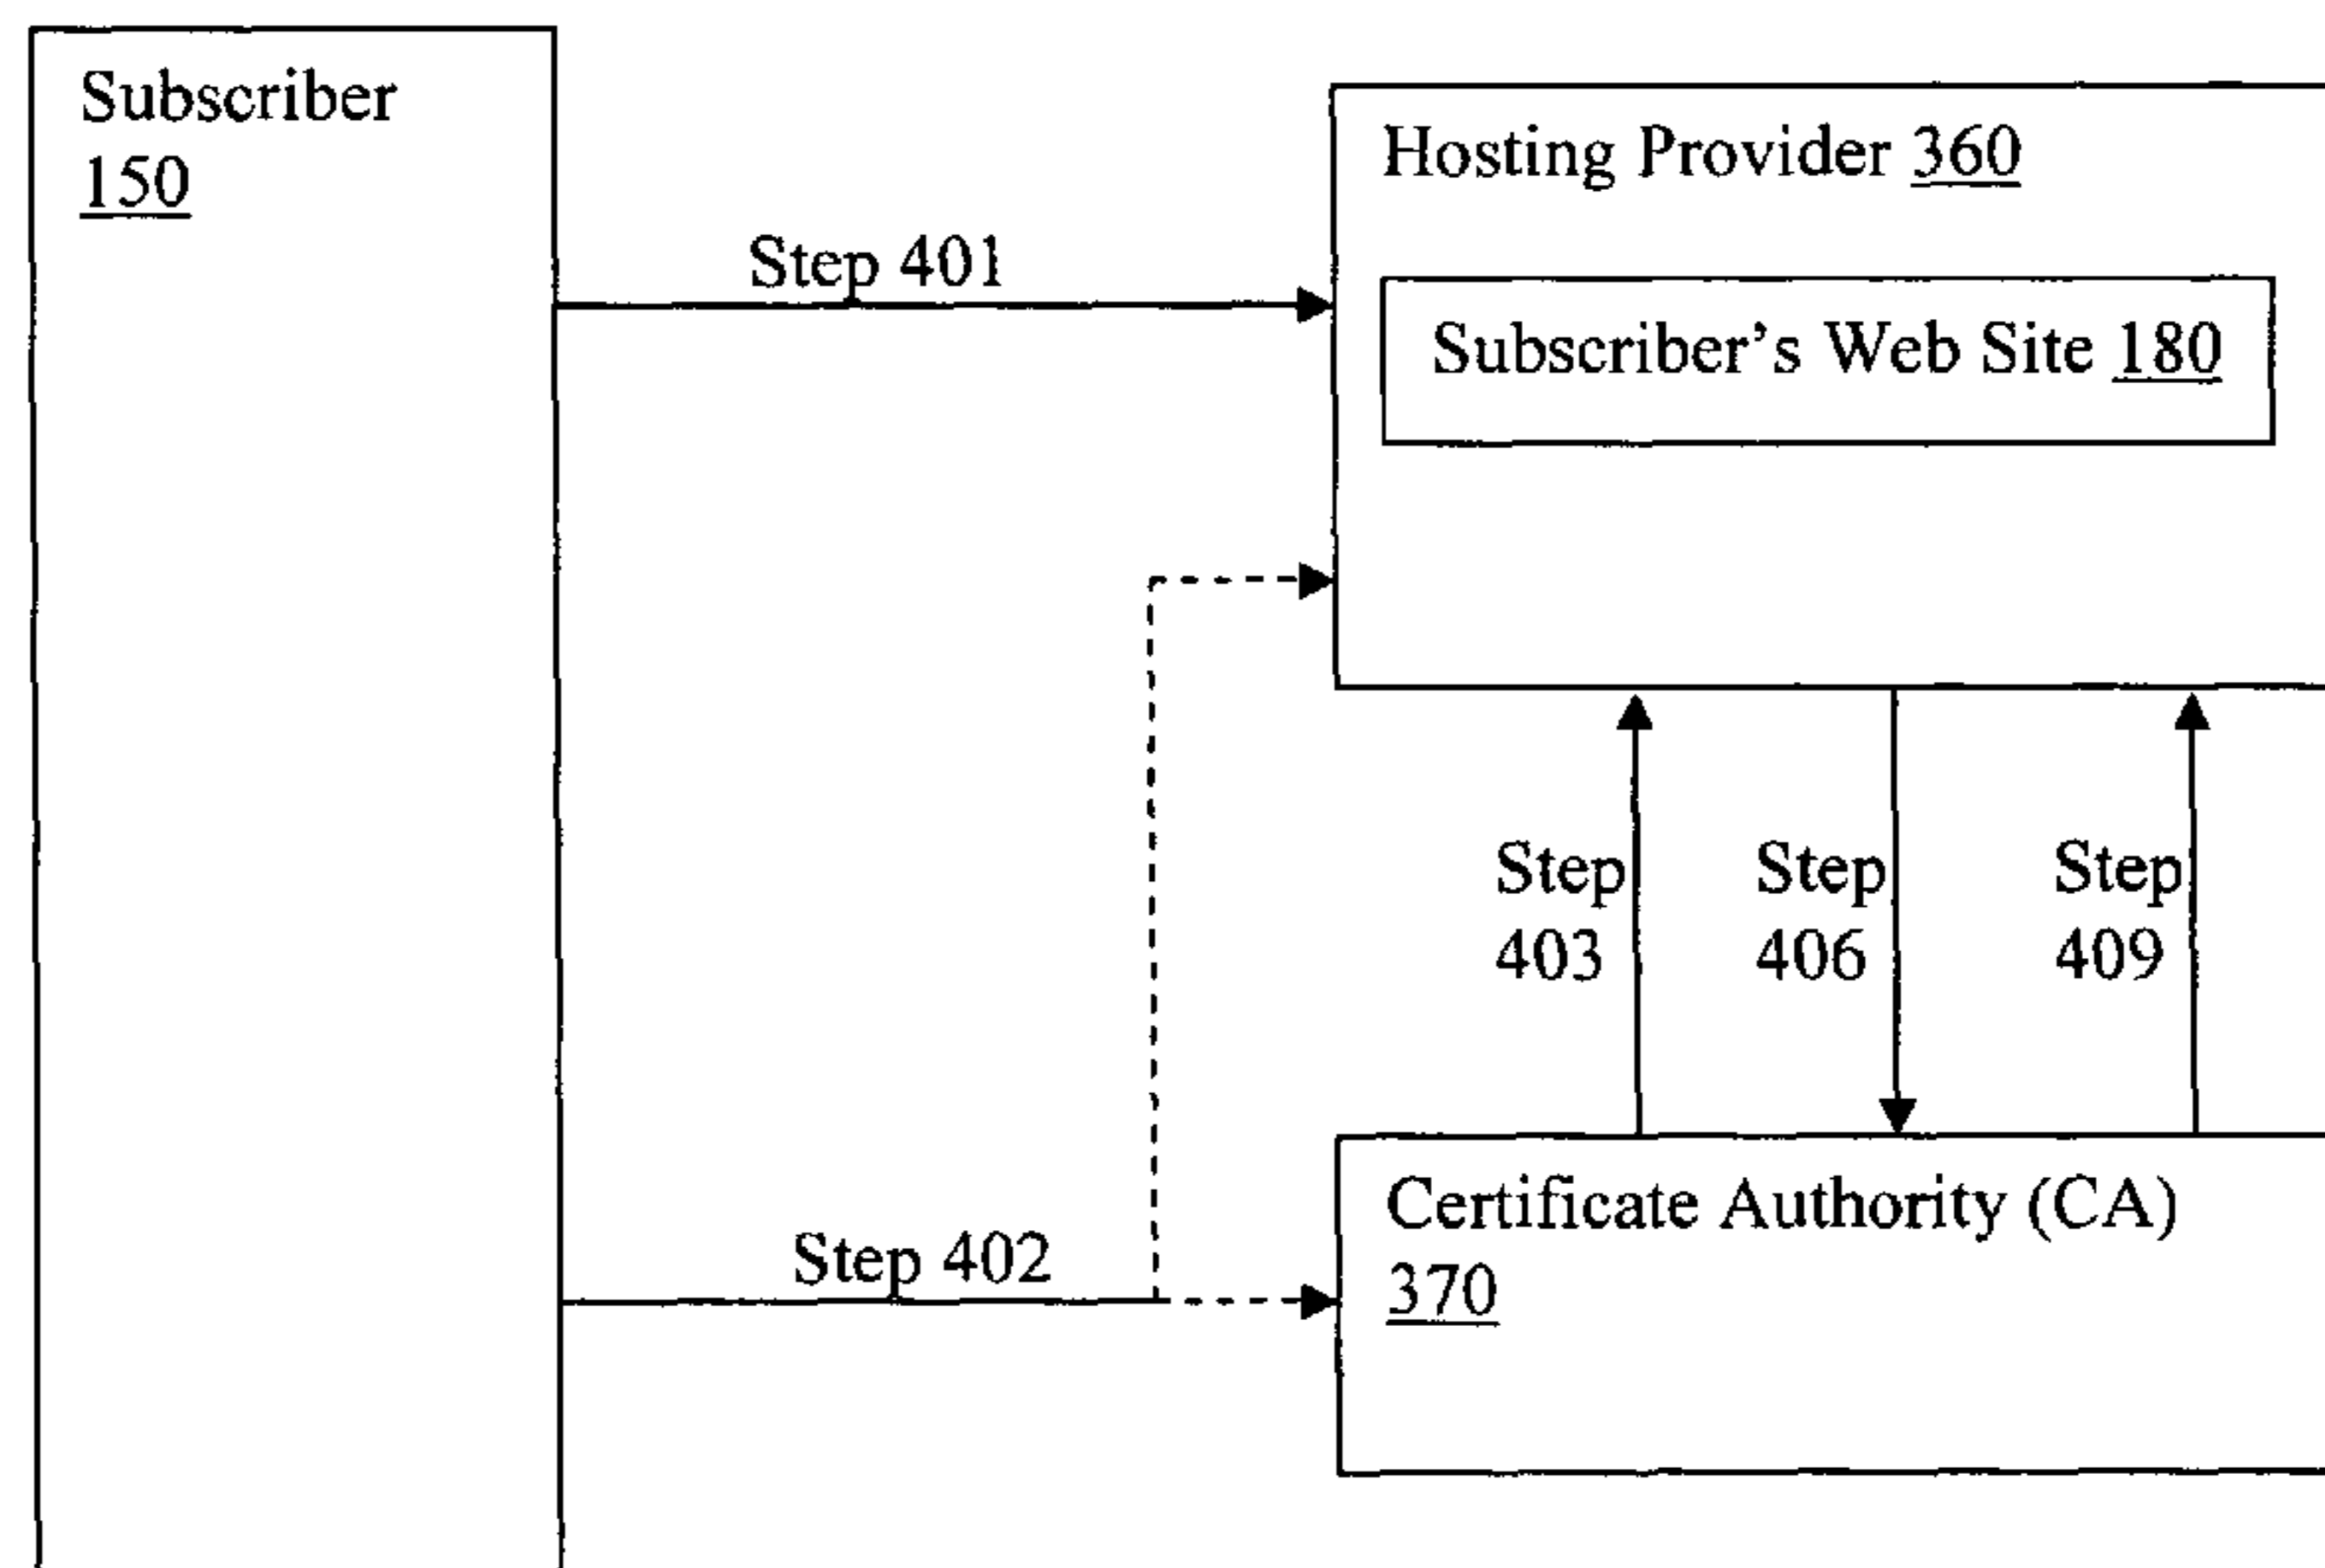 Subscriber
150
Step 401
Hosting Provider 360
Subscriber's Web Site 180
Step
403
Step
406
Step
409
Step 402
Certificate Authority (CA)
370